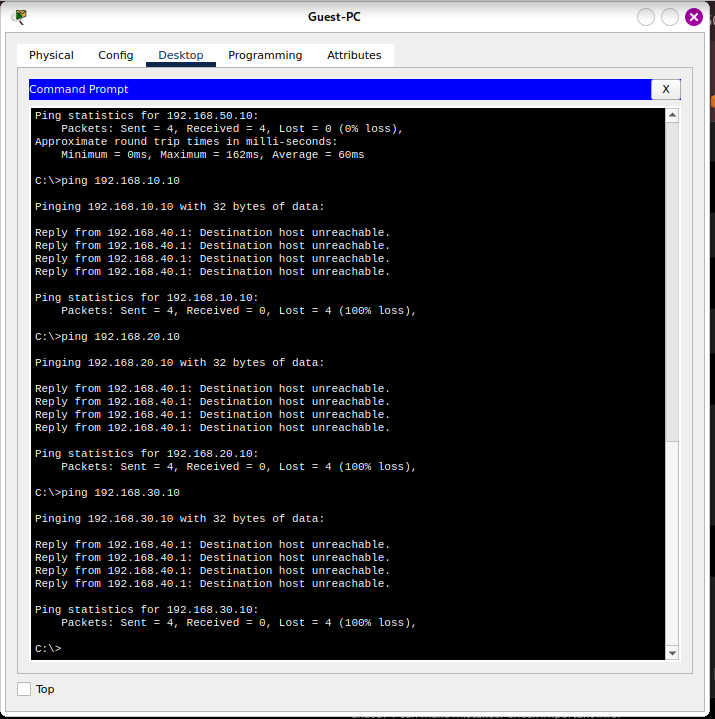 Guest-PC
Physical Config Desktop Programming Attributes
Command Prompt X
Ping statistics for 192.168.50.10:
    Packets: Sent = 4, Received = 4, Lost = 0 (0% loss),
Approximate round trip times in milli-seconds:
    Minimum = 0ms, Maximum = 162ms, Average = 60ms
C:\>ping 192.168.10.10
Pinging 192.168.10.10 with 32 bytes of data:
Reply from 192.168.40.1: Destination host unreachable.
Reply from 192.168.40.1: Destination host unreachable.
Reply from 192.168.40.1: Destination host unreachable.
Reply from 192.168.40.1: Destination host unreachable.
Ping statistics for 192.168.10.10:
    Packets: Sent = 4, Received = 0, Lost = 4 (100% loss),
C:\>ping 192.168.20.10
Pinging 192.168.20.10 with 32 bytes of data:
Reply from 192.168.40.1: Destination host unreachable.
Reply from 192.168.40.1: Destination host unreachable.
Reply from 192.168.40.1: Destination host unreachable.
Reply from 192.168.40.1: Destination host unreachable.
Ping statistics for 192.168.20.10:
    Packets: Sent = 4, Received = 0, Lost = 4 (100% loss),
C:\>ping 192.168.30.10
Pinging 192.168.30.10 with 32 bytes of data:
Reply from 192.168.40.1: Destination host unreachable.
Reply from 192.168.40.1: Destination host unreachable.
Reply from 192.168.40.1: Destination host unreachable.
Reply from 192.168.40.1: Destination host unreachable.
Ping statistics for 192.168.30.10:
    Packets: Sent = 4, Received = 0, Lost = 4 (100% loss),
C:\>
Top